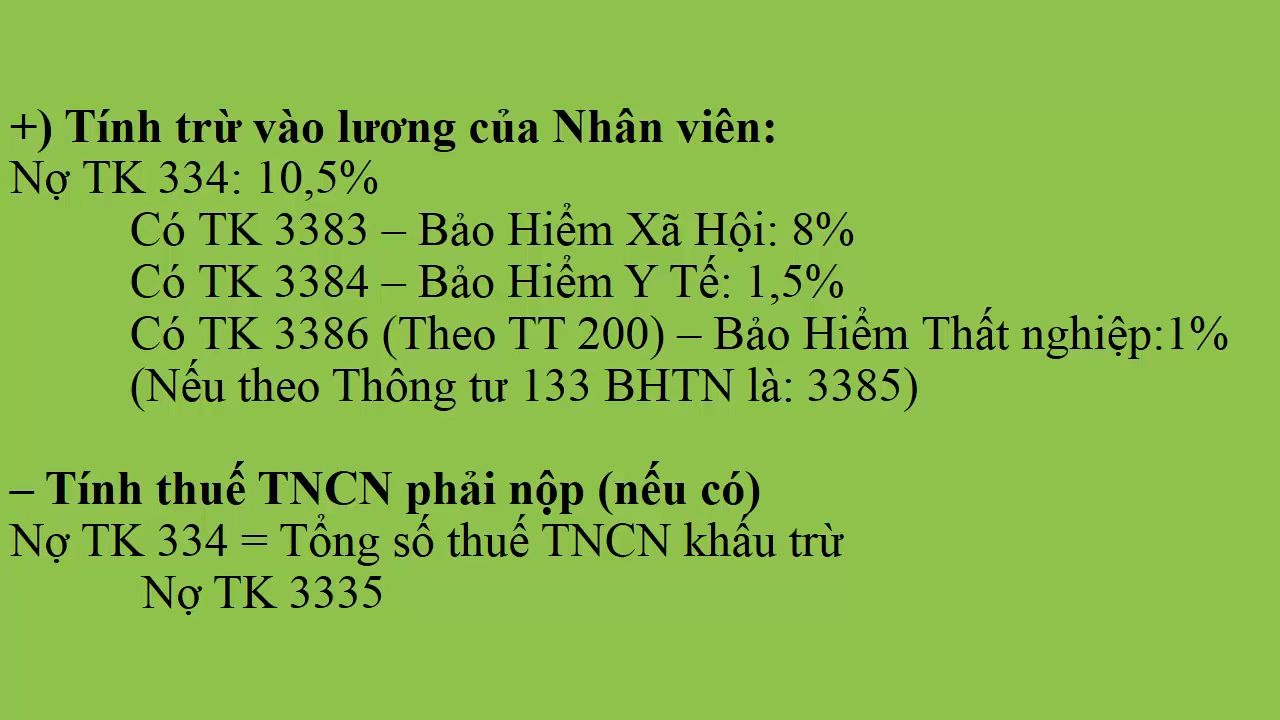 +) Tính trừ vào lương của Nhân viên:
Nợ TK 334: 10,5%
Có TK 3383 – Bảo Hiểm Xã Hội: 8%
Có TK 3384 – Bảo Hiểm Y Tế: 1,5%
Có TK 3386 (Theo TT 200) – Bảo Hiểm Thất nghiệp:1%
(Nếu theo Thông tư 133 BHTN là: 3385)
– Tính thuế TNCN phải nộp (nếu có)
Nợ TK 334 = Tổng số thuế TNCN khấu trừ
Nợ TK 3335